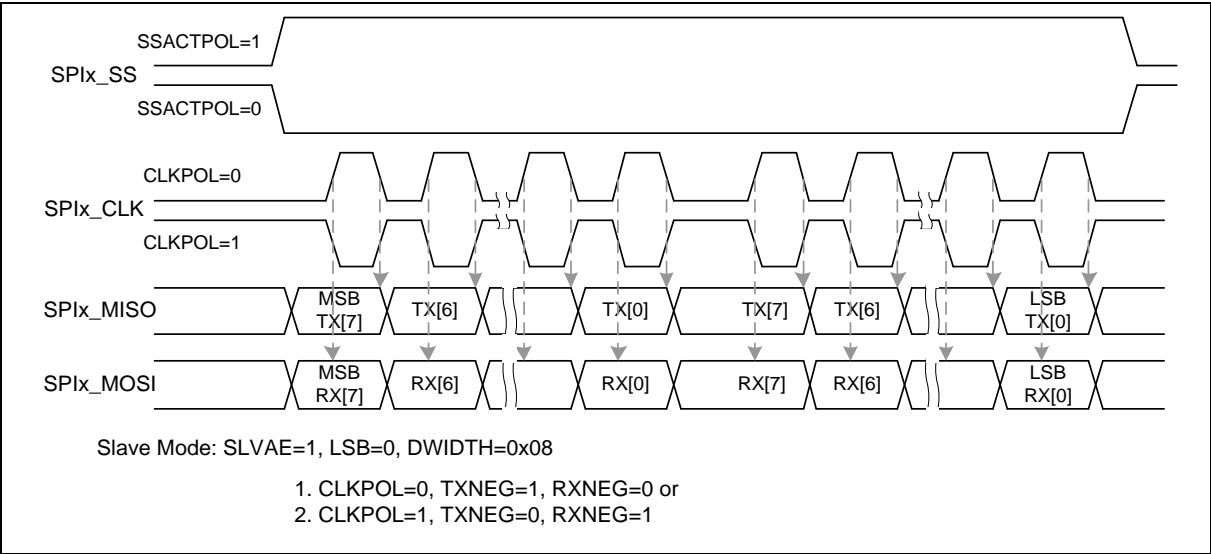 SSACTPOL=1
SPIx_SS
SSACTPOL=0
CLKPOL=0
SPIx_CLK
CLKPOL=1
SPIx_MISO
MSB
TX[7]
TX[6]
TX[0]
TX[7]
TX[6]
LSB
TX[0]
SPIx_MOSI
MSB
RX[7]
RX[6]
RX[0]
RX[7]
RX[6]
LSB
RX[0]
Slave Mode: SLVAE=1, LSB=0, DWIDTH=0x08
1. CLKPOL=0, TXNEG=1, RXNEG=0 or
2. CLKPOL=1, TXNEG=0, RXNEG=1